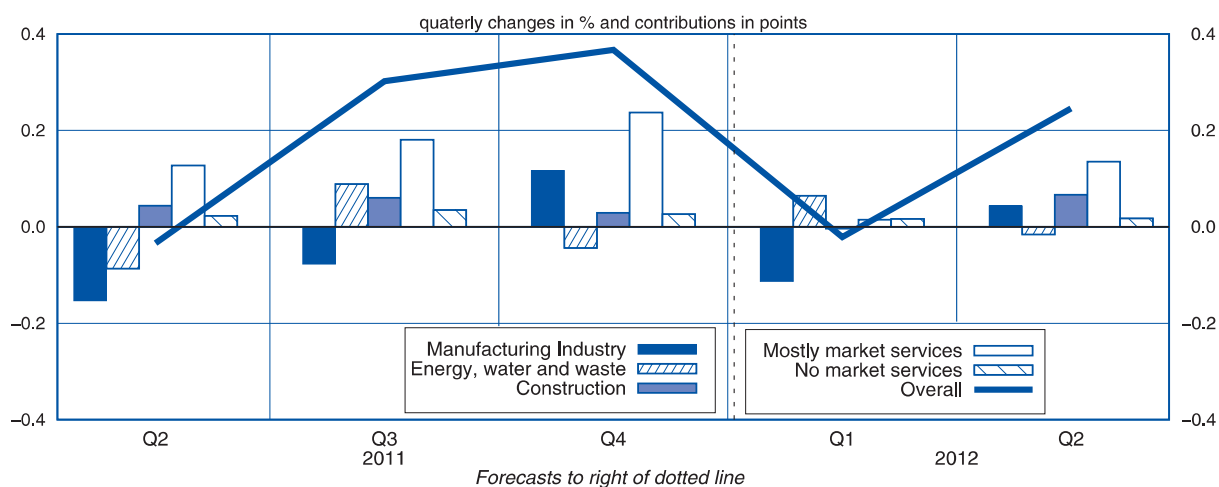 quaterly changes in % and contributions in points
0.4 0.4
0.2 0.2
0.0 0.0
−0.2 −0.2
−0.4 −0.4
Manufacturing Industry
Energy, water and waste
Construction
Mostly market services
No market services
Overall
Q2 Q3 Q4 Q1 Q2
2011 2012
Forecasts to right of dotted line